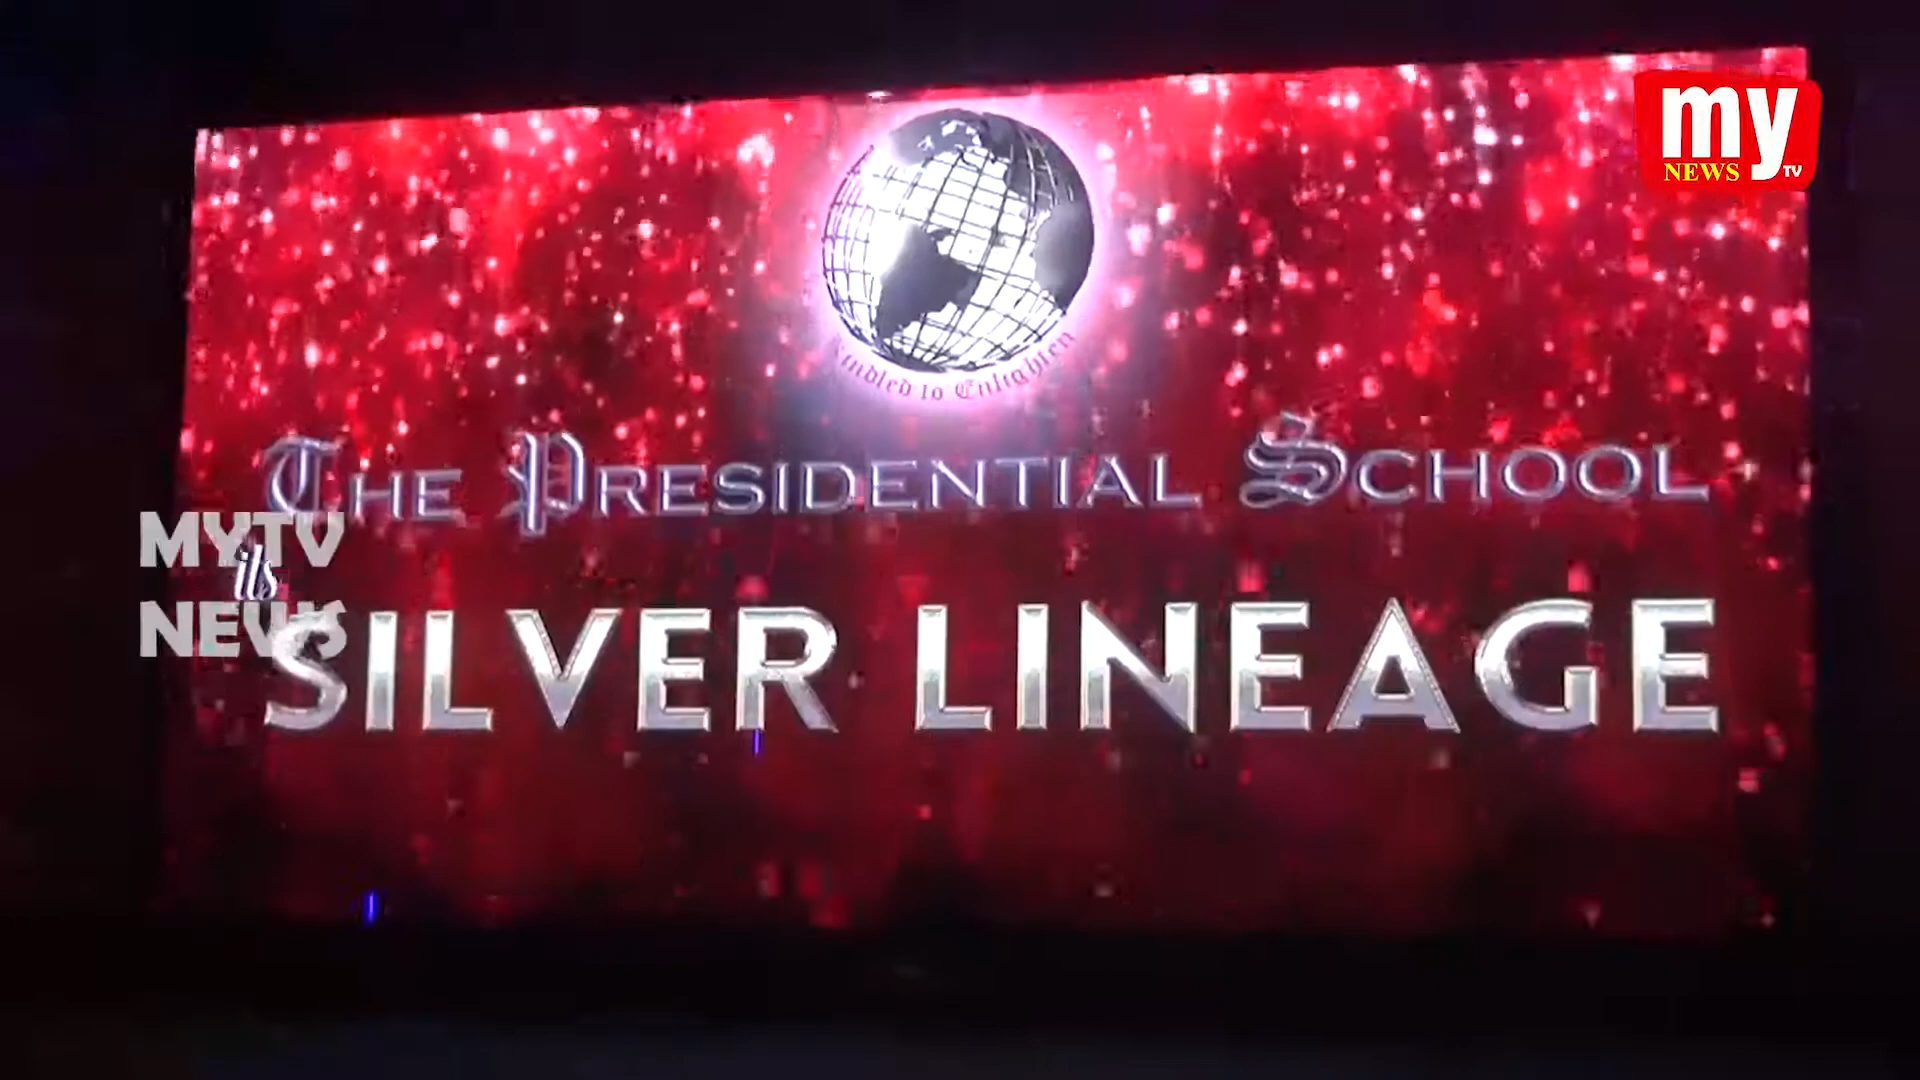 my
NEWS TV
Kindled to Enlighten
THE PRESIDENTIAL SCHOOL
MYTV
its
NEWS
SILVER LINEAGE